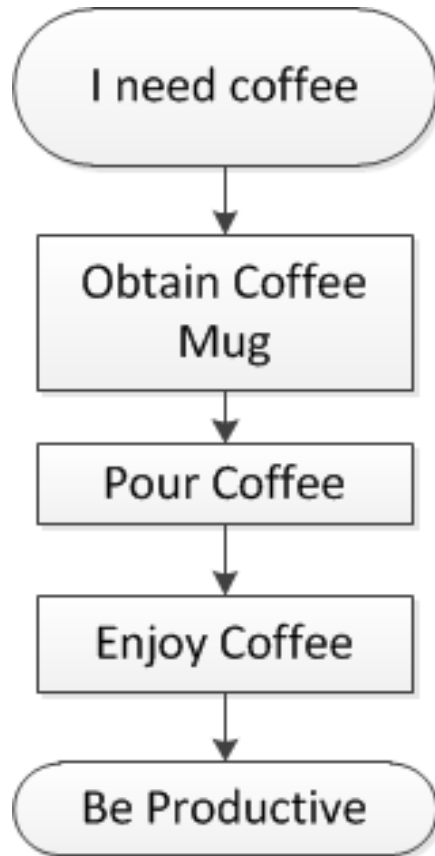 I need coffee
Obtain Coffee
Mug
Pour Coffee
Enjoy Coffee
Be Productive